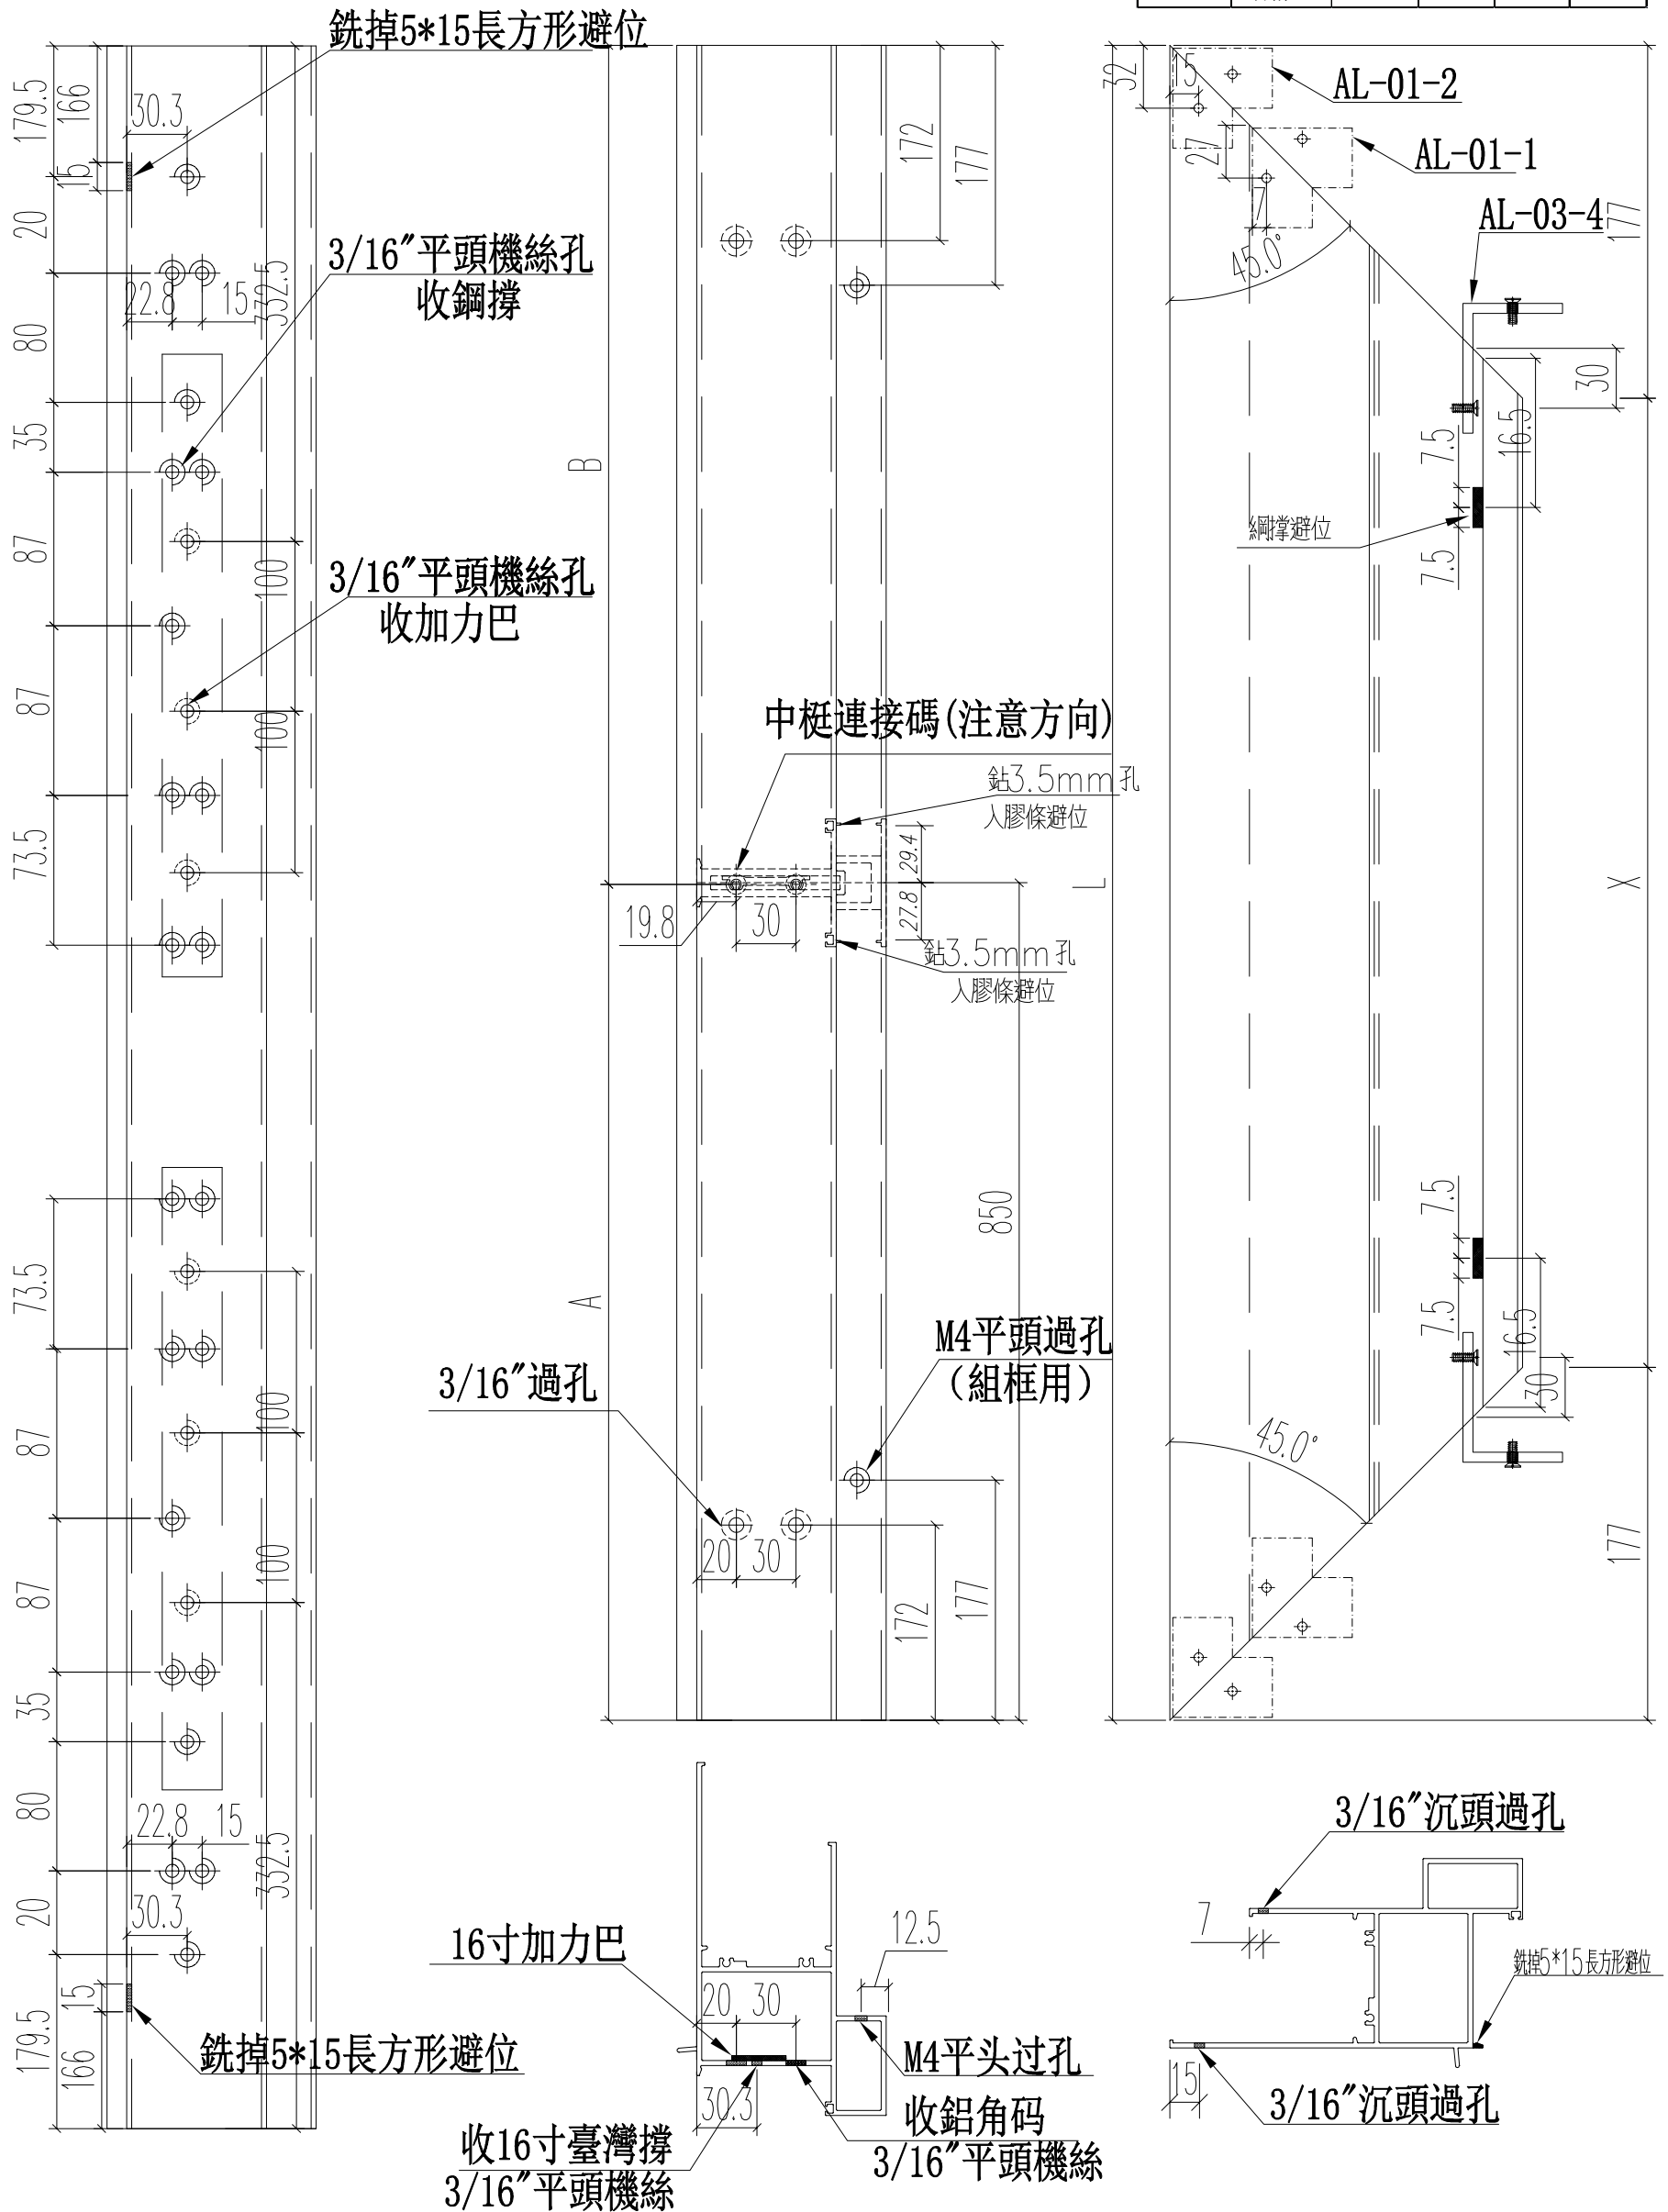 銑掉5*15長方形避位
179.5
166
15
30.3
20
22.8
15
332.5
3/16"平頭機絲孔
收鋼撐
80
35
87
100
3/16"平頭機絲孔
收加力巴
87
100
73.5
73.5
100
87
100
87
35
80
22.8
15
332.5
20
30.3
15
179.5
166
銑掉5*15長方形避位
172
177
B
中梃連接碼(注意方向)
鉆3.5mm孔
入膠條避位
29.4
27.8
19.8
30
鉆3.5mm孔
入膠條避位
L
850
A
M4平頭過孔
(組框用)
3/16"過孔
20
30
172
177
32
15
AL-01-2
27
7
AL-01-1
AL-03-4
177
45.0°
30
16.5
7.5
7.5
綱撑避位
X
7.5
7.5
16.5
30
45.0°
177
16寸加力巴
20
30
12.5
M4平头过孔
30.3
收鋁角码
3/16"平頭機絲
收16寸臺灣撐
3/16"平頭機絲
3/16"沉頭過孔
7
銑掉5*15長方形避位
15
3/16"沉頭過孔